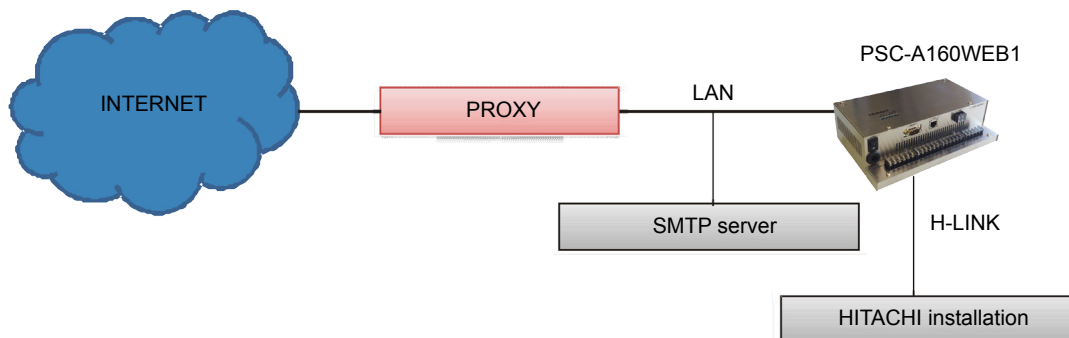 PSC-A160WEB1
INTERNET
PROXY
LAN
SMTP server
H-LINK
HITACHI installation